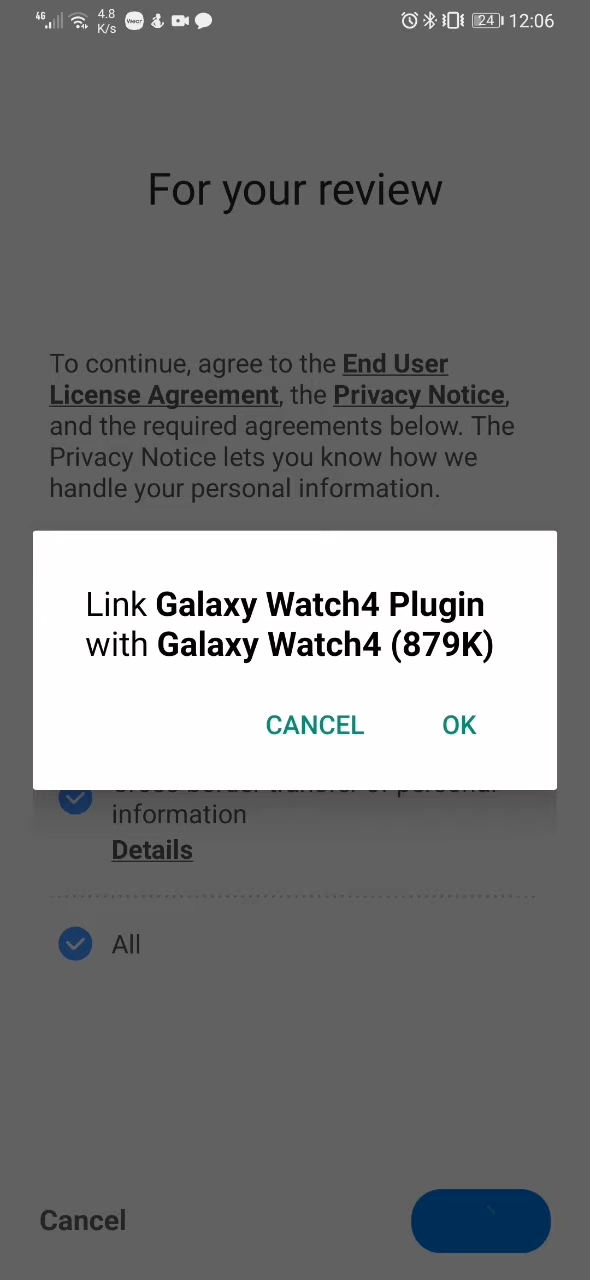 4G 4.8 K/s 24 12:06
For your review
To continue, agree to the End User
License Agreement, the Privacy Notice,
and the required agreements below. The
Privacy Notice lets you know how we
handle your personal information.
Link Galaxy Watch4 Plugin
with Galaxy Watch4 (879K)
CANCEL OK
information
Details
All
Cancel